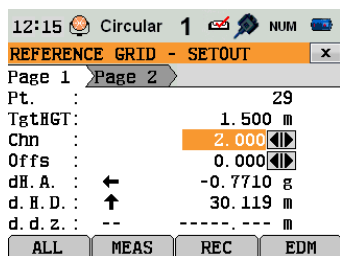 12:15 Circular 1 NUM
REFERENCE GRID - SETOUT x
Page 1 Page 2
Pt. : 29
TgtHGT: 1.500 m
Chn : 2.000
Offs : 0.000
dH.A. : ← -0.7710 g
d.H.D.: ↑ 30.119 m
d.d.z.: -- -----.--- m
ALL MEAS REC EDM